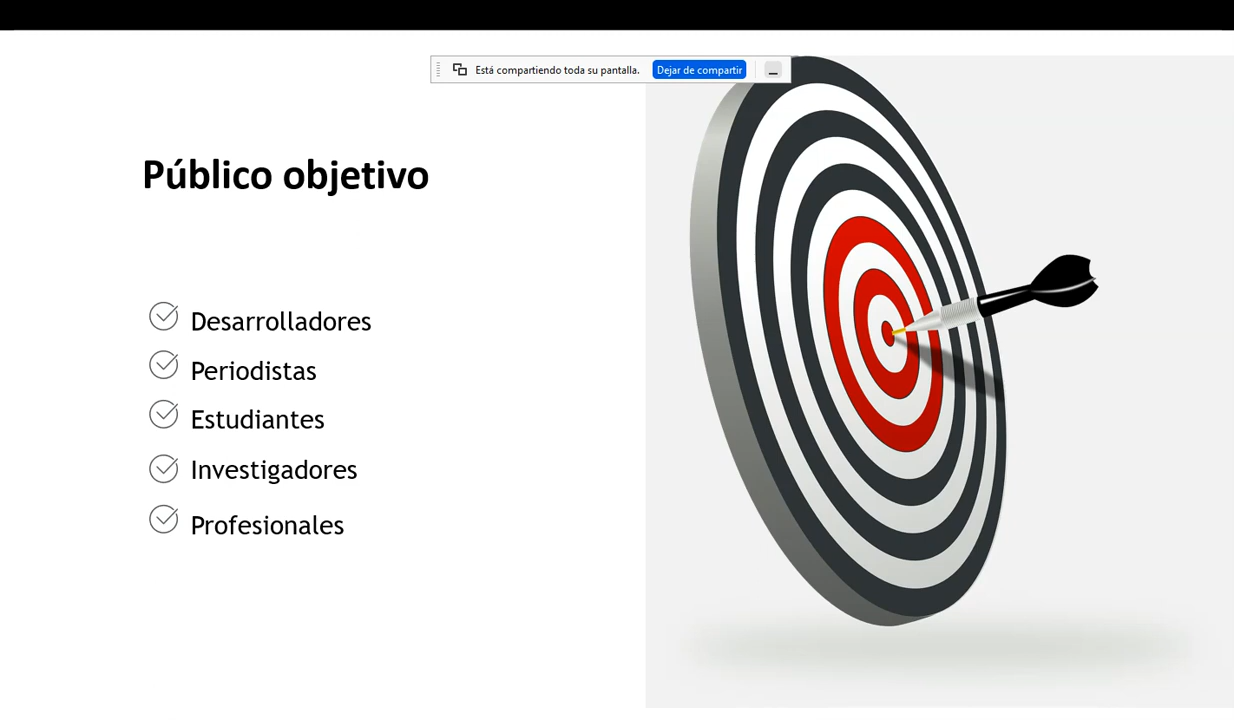 Está compartiendo toda su pantalla. Dejar de compartir
Público objetivo
Desarrolladores
Periodistas
Estudiantes
Investigadores
Profesionales